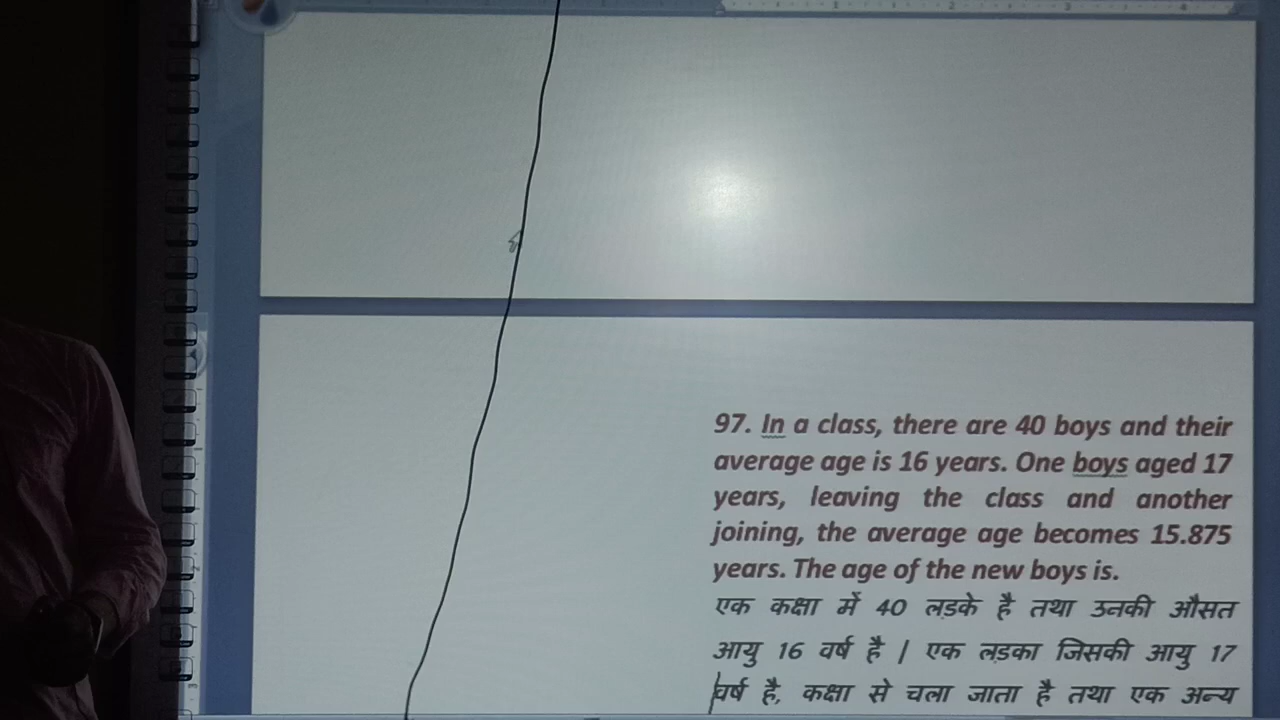 97. In a class, there are 40 boys and their
average age is 16 years. One boys aged 17
years, leaving the class and another
joining, the average age becomes 15.875
years. The age of the new boys is.
एक कक्षा में 40 लड़के है तथा उनकी औसत
आयु 16 वर्ष है | एक लडका जिसकी आयु 17
वर्ष है, कक्षा से चला जाता है तथा एक अन्य